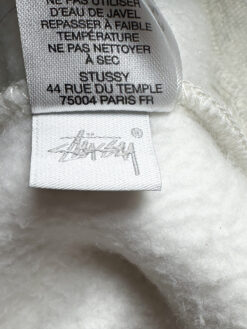 NE PAS UTILISER
D'EAU DE JAVEL
REPASSER À FAIBLE
TEMPÉRATURE
NE PAS NETTOYER
À SEC
STUSSY
44 RUE DU TEMPLE
75004 PARIS FR
Stüssy
®